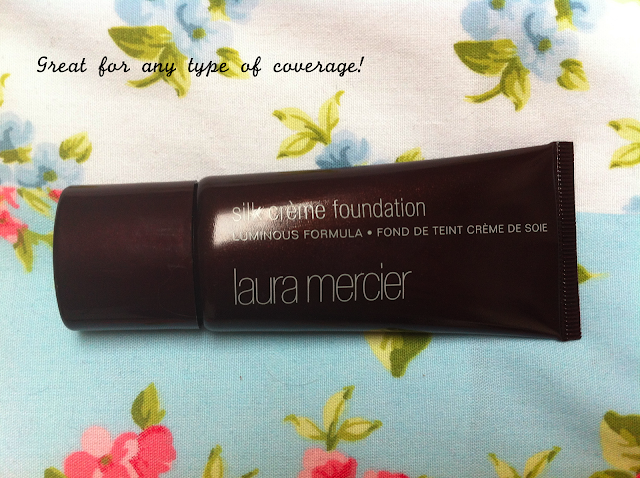 Great for any type of coverage!
silk crème foundation
LUMINOUS FORMULA • FOND DE TEINT CRÈME DE SOIE
laura mercier